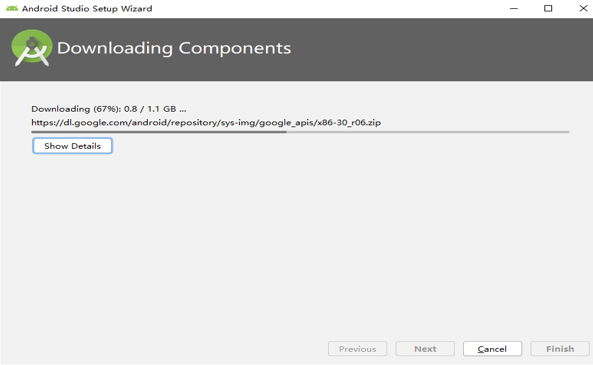 Android Studio Setup Wizard
Downloading Components
Downloading (67%): 0.8 / 1.1 GB ...
https://dl.google.com/android/repository/sys-img/google_apis/x86-30_r06.zip
Show Details
Previous Next Cancel Finish